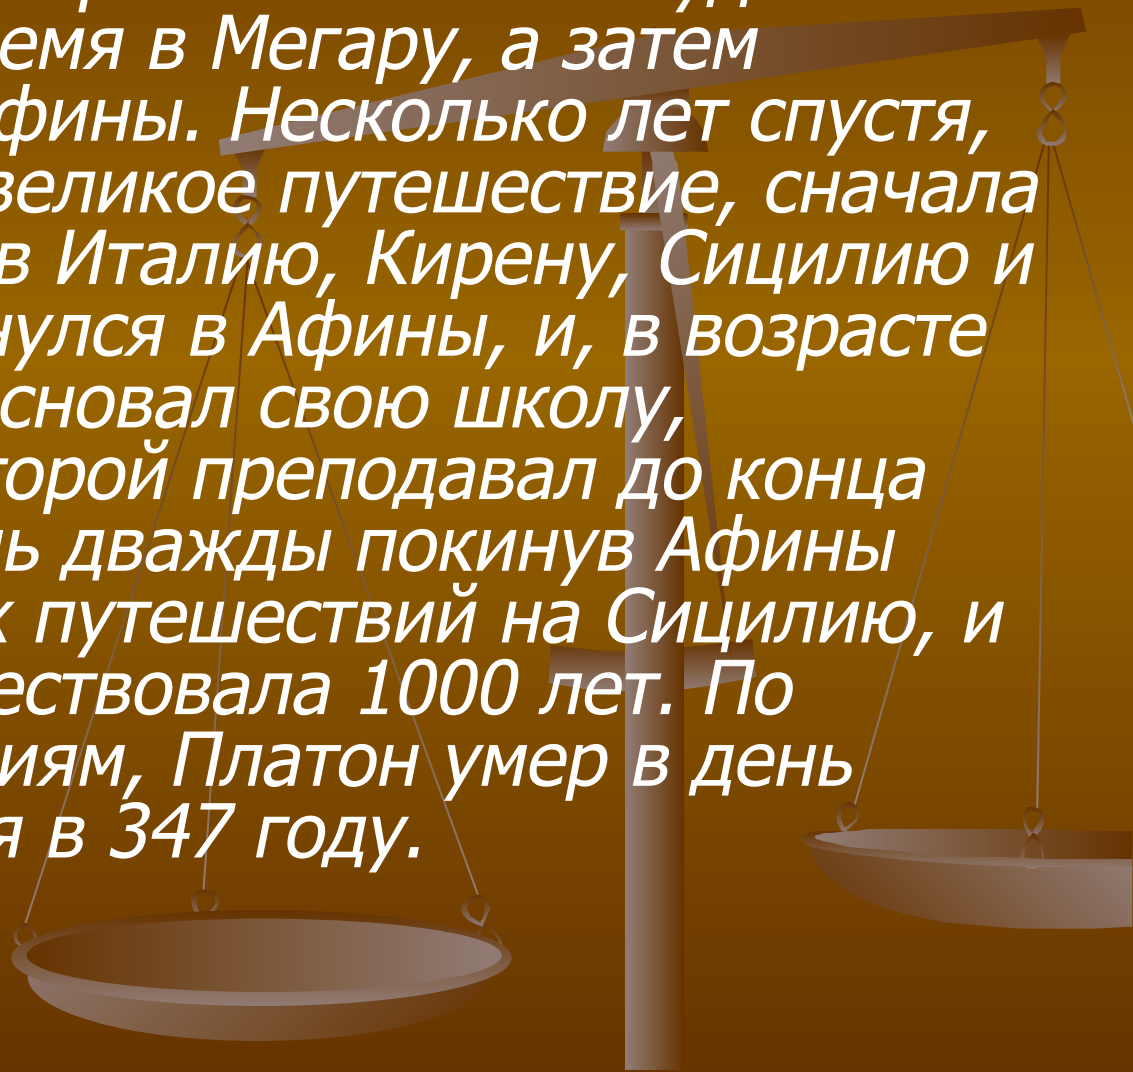 емя в Мегару, а затем
фины. Несколько лет спустя,
великое путешествие, сначала
в Италию, Кирену, Сицилию и
нулся в Афины, и, в возрасте
сновал свою школу,
торой преподавал до конца
ь дважды покинув Афины
х путешествий на Сицилию, и
ествовала 1000 лет. По
иям, Платон умер в день
я в 347 году.